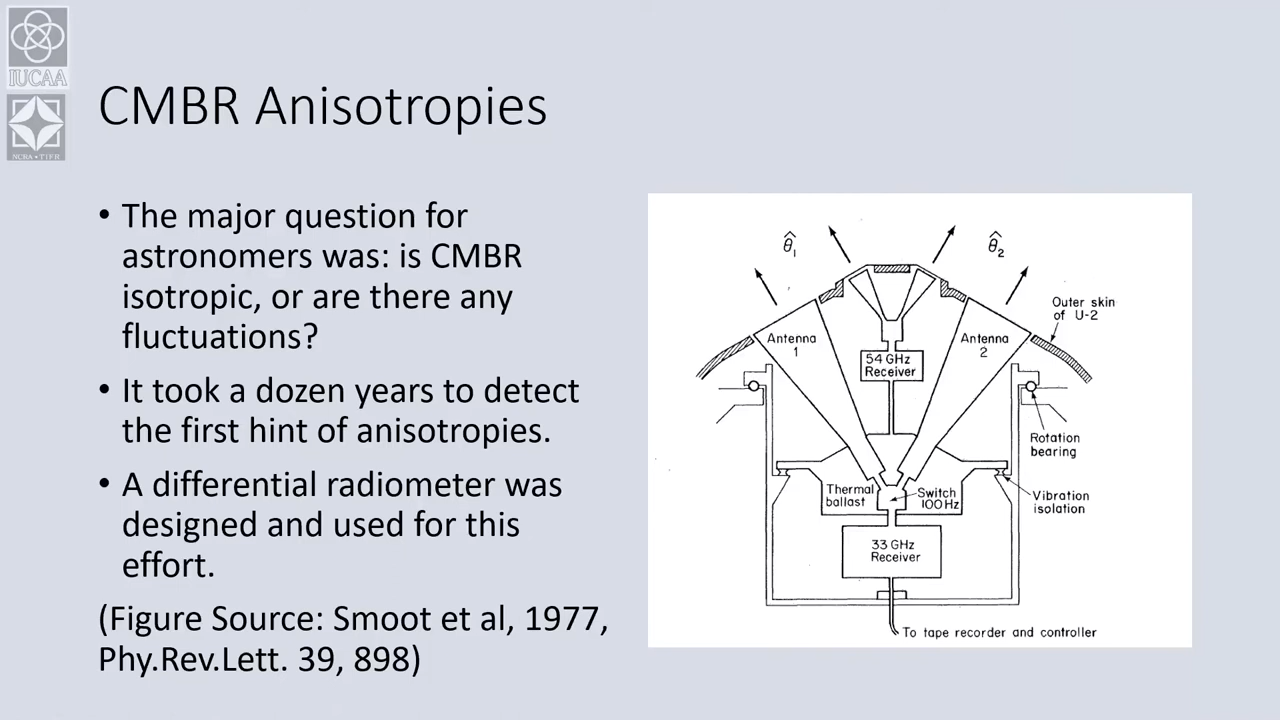 IUCAA
NCRA • TIFR
CMBR Anisotropies
• The major question for
astronomers was: is CMBR
isotropic, or are there any
fluctuations?
• It took a dozen years to detect
the first hint of anisotropies.
• A differential radiometer was
designed and used for this
effort.
(Figure Source: Smoot et al, 1977,
Phy.Rev.Lett. 39, 898)
θ̂₁
θ̂₂
Outer skin
of U-2
Antenna
1
Antenna
2
54 GHz
Receiver
Rotation
bearing
Thermal
ballast
Switch
100Hz
Vibration
isolation
33 GHz
Receiver
To tape recorder and controller